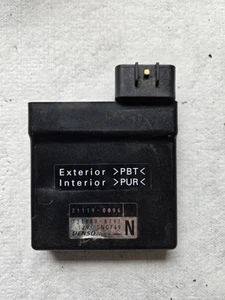 Exterior >PBT<
Interior >PUR<
21119-0096
DENSO
N